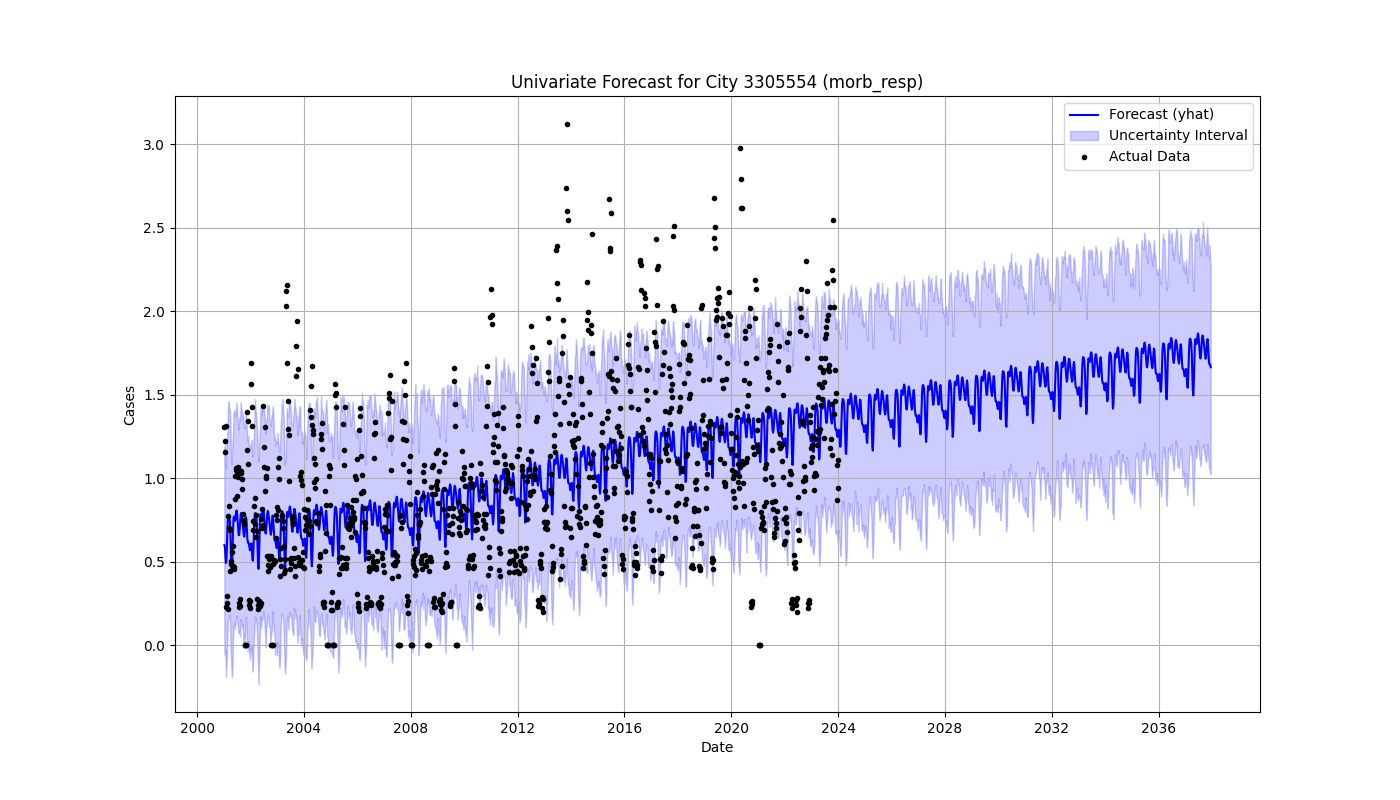 Univariate Forecast for City 3305554 (morb_resp)
Forecast (yhat)
Uncertainty Interval
Actual Data
Cases
3.0
2.5
2.0
1.5
1.0
0.5
0.0
2000 2004 2008 2012 2016 2020 2024 2028 2032 2036
Date